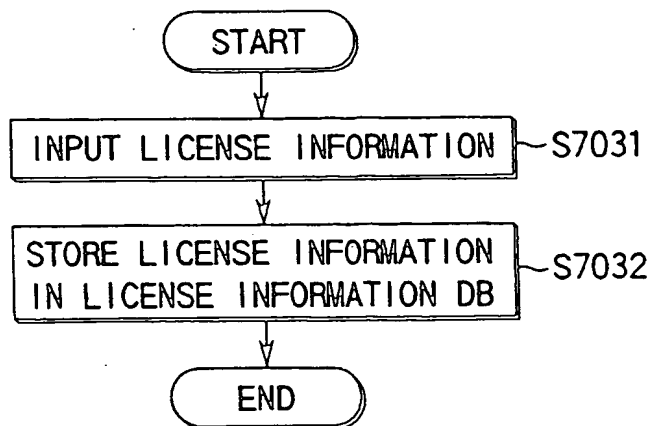 START
INPUT LICENSE INFORMATION
S7031
STORE LICENSE INFORMATION
IN LICENSE INFORMATION DB
S7032
END